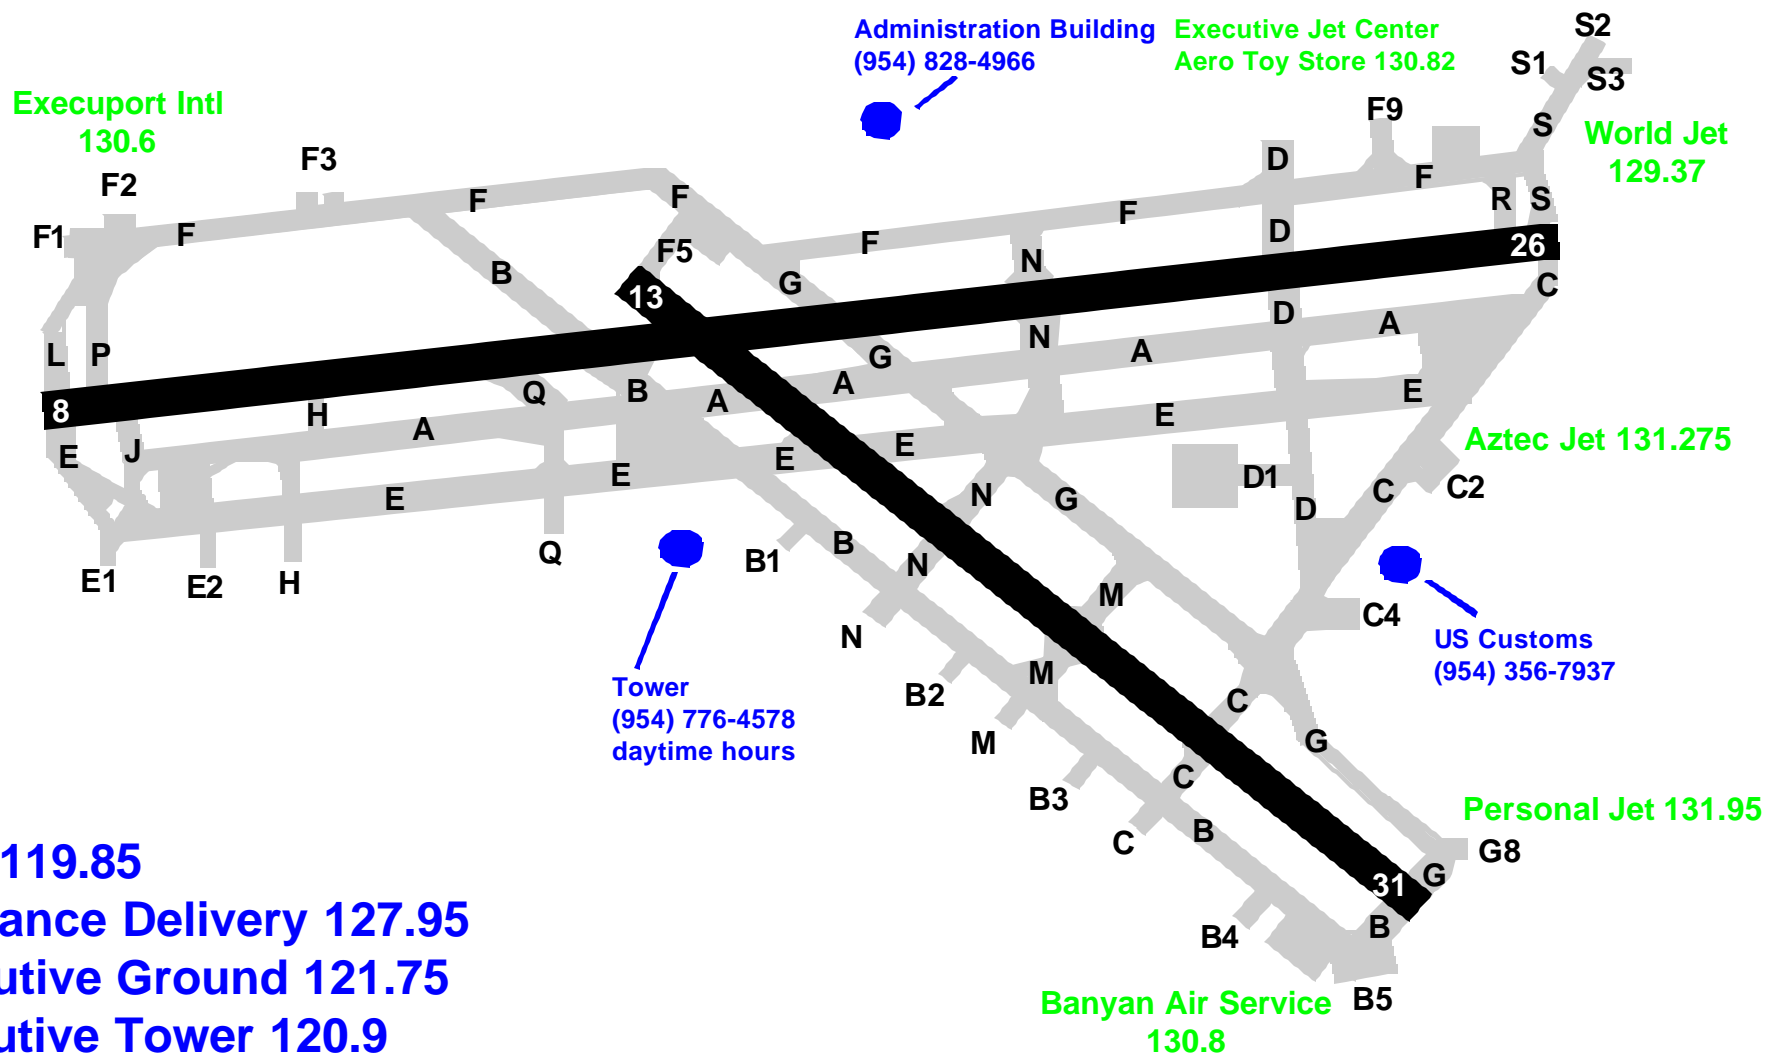 Administration Building
(954) 828-4966
Executive Jet Center
Aero Toy Store 130.82
S2
S1
S3
Execuport Intl
130.6
F9
S
World Jet
129.37
F3
D
F2
F
R
S
F
F
F
F1
F
F
D
F5
N
26
B
G
C
13
D
A
N
A
L
P
G
A
Q
B
A
E
8
H
A
E
E
Aztec Jet 131.275
E
J
E
E
D1
C
C2
E
N
G
D
B
Q
B1
N
E1
E2
H
M
C4
N
US Customs
(954) 356-7937
M
B2
Tower
(954) 776-4578
daytime hours
C
M
G
C
B3
Personal Jet 131.95
B
C
G8
119.85
31
G
ance Delivery 127.95
B
B4
utive Ground 121.75
Banyan Air Service
130.8
B5
utive Tower 120.9